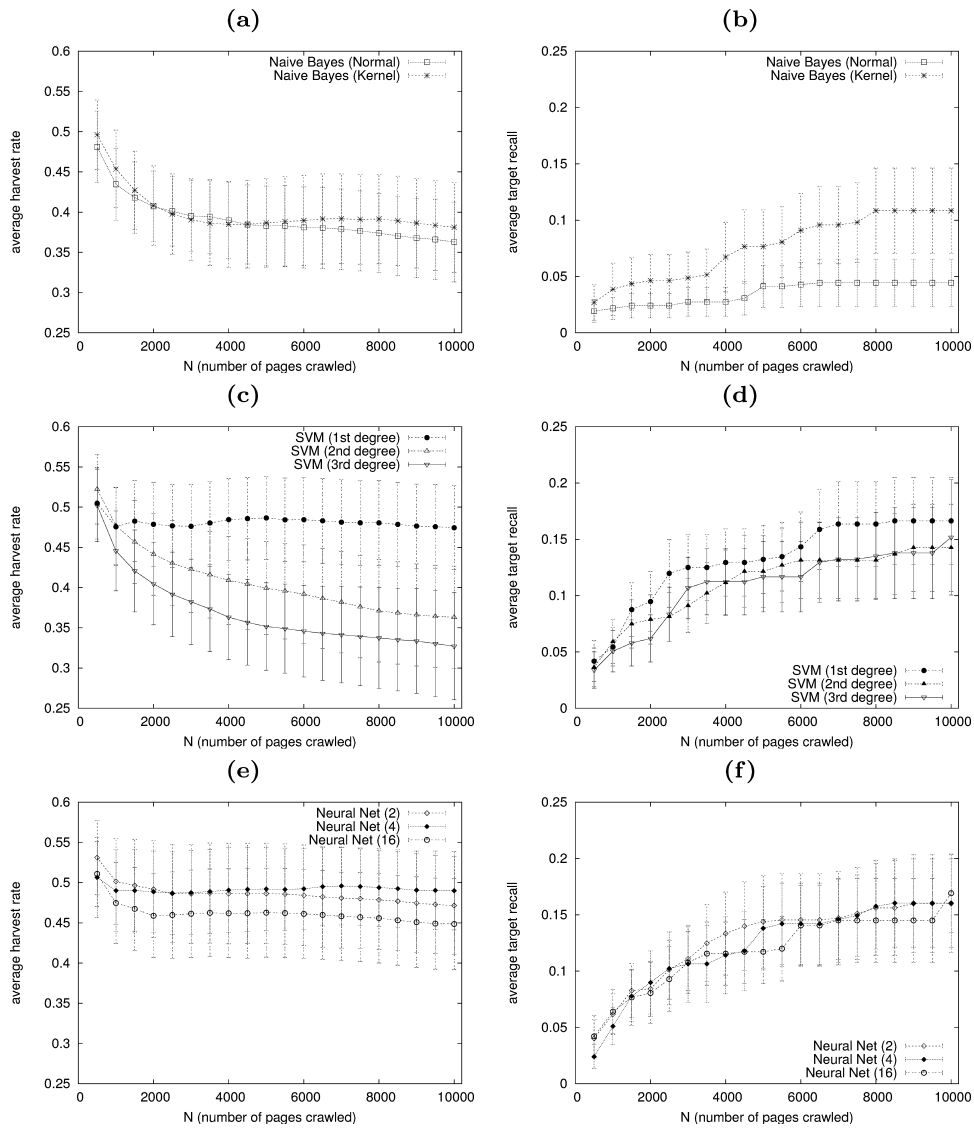 (a)
0.6
0.55
0.5
0.45
0.4
0.35
0.3
0.25
average harvest rate
Naive Bayes (Normal)
Naive Bayes (Kernel)
0 2000 4000 6000 8000 10000
N (number of pages crawled)
(b)
0.25
0.2
0.15
0.1
0.05
0
average target recall
Naive Bayes (Normal)
Naive Bayes (Kernel)
0 2000 4000 6000 8000 10000
N (number of pages crawled)
(c)
0.6
0.55
0.5
0.45
0.4
0.35
0.3
0.25
average harvest rate
SVM (1st degree)
SVM (2nd degree)
SVM (3rd degree)
0 2000 4000 6000 8000 10000
N (number of pages crawled)
(d)
0.25
0.2
0.15
0.1
0.05
0
average target recall
SVM (1st degree)
SVM (2nd degree)
SVM (3rd degree)
0 2000 4000 6000 8000 10000
N (number of pages crawled)
(e)
0.6
0.55
0.5
0.45
0.4
0.35
0.3
0.25
average harvest rate
Neural Net (2)
Neural Net (4)
Neural Net (16)
0 2000 4000 6000 8000 10000
N (number of pages crawled)
(f)
0.25
0.2
0.15
0.1
0.05
0
average target recall
Neural Net (2)
Neural Net (4)
Neural Net (16)
0 2000 4000 6000 8000 10000
N (number of pages crawled)